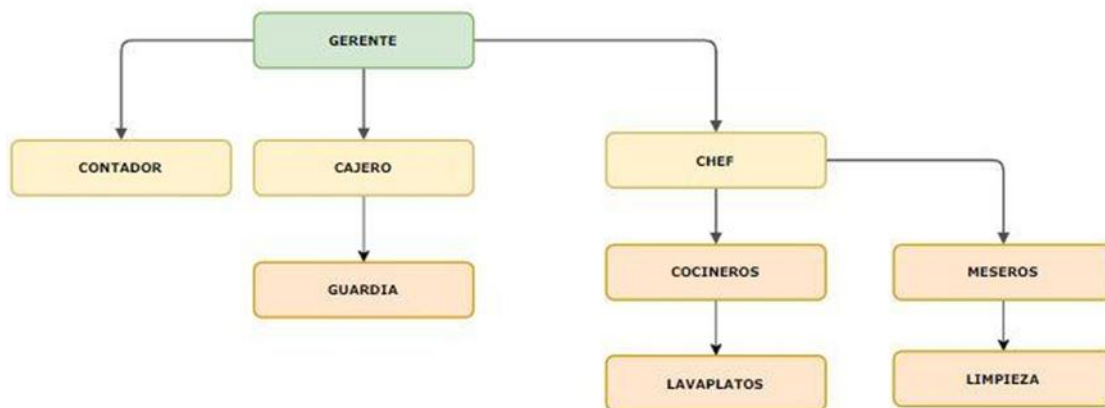 GERENTE
CONTADOR
CAJERO
CHEF
GUARDIA
COCINEROS
MESEROS
LAVAPLATOS
LIMPIEZA